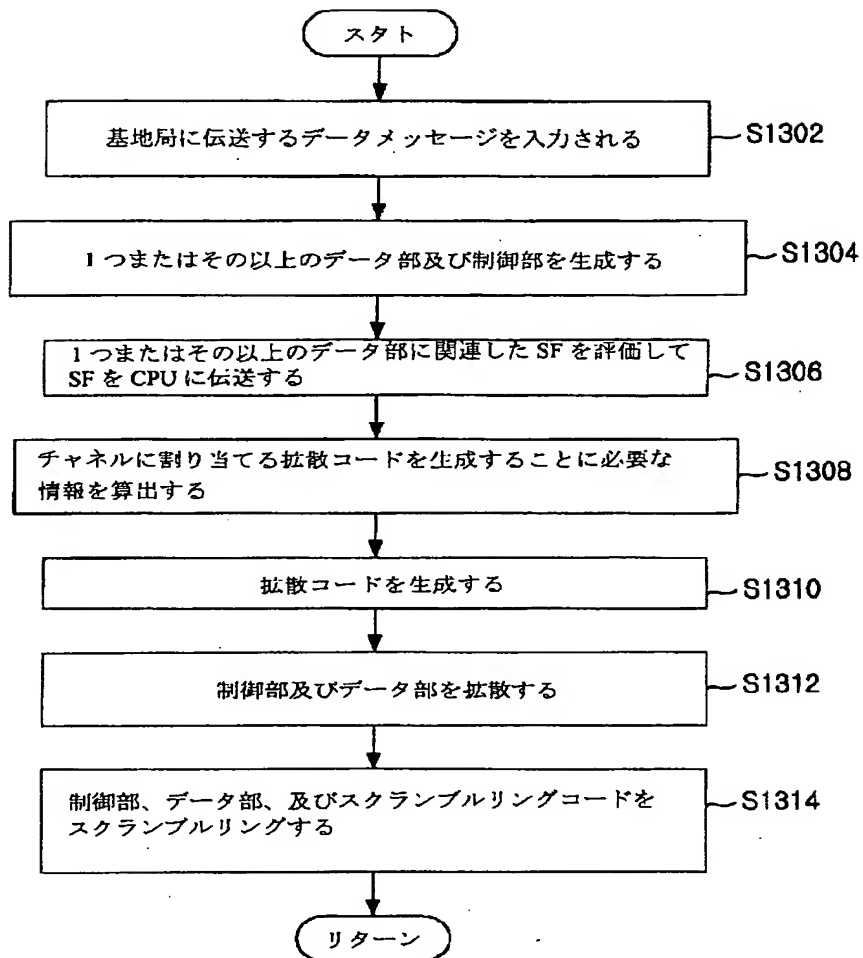 スタト
基地局に伝送するデータメッセージを入力される
S1302
1つまたはその以上のデータ部及び制御部を生成する
S1304
1つまたはその以上のデータ部に関連したSFを評価して
SFをCPUに伝送する
S1306
チャネルに割り当てる拡散コードを生成することに必要な
情報を算出する
S1308
拡散コードを生成する
S1310
制御部及びデータ部を拡散する
S1312
制御部、データ部、及びスクランブルリングコードを
スクランブルリングする
S1314
リターン